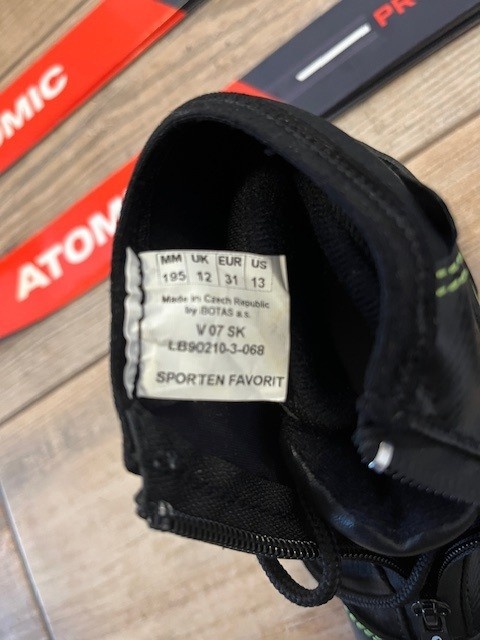 OMIC
PR
ATOMIC
MM UK EUR US
195 12 31 13
Made in Czech Republic
by BOTAS a.s.
V 07 SK
LB90210-3-068
SPORTEN FAVORIT